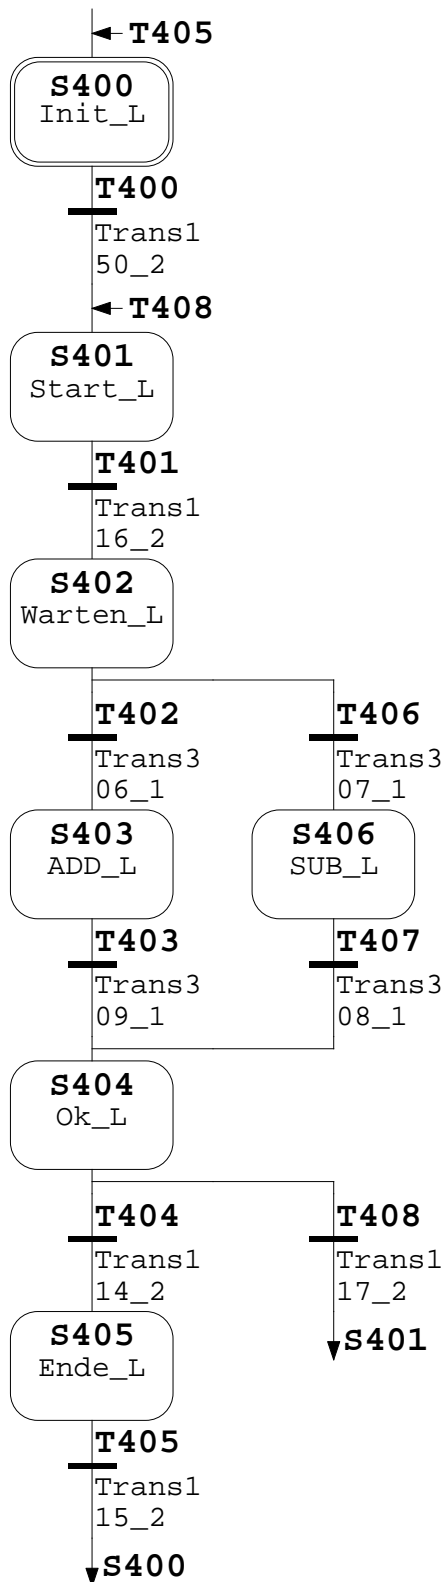 T405
S400
Init_L
T400
Trans1
50_2
T408
S401
Start_L
T401
Trans1
16_2
S402
Warten_L
T402 T406
Trans3 Trans3
06_1 07_1
S403 S406
ADD_L SUB_L
T403 T407
Trans3 Trans3
09_1 08_1
S404
Ok_L
T404 T408
Trans1 Trans1
14_2 17_2
S405 S401
Ende_L
T405
Trans1
15_2
S400